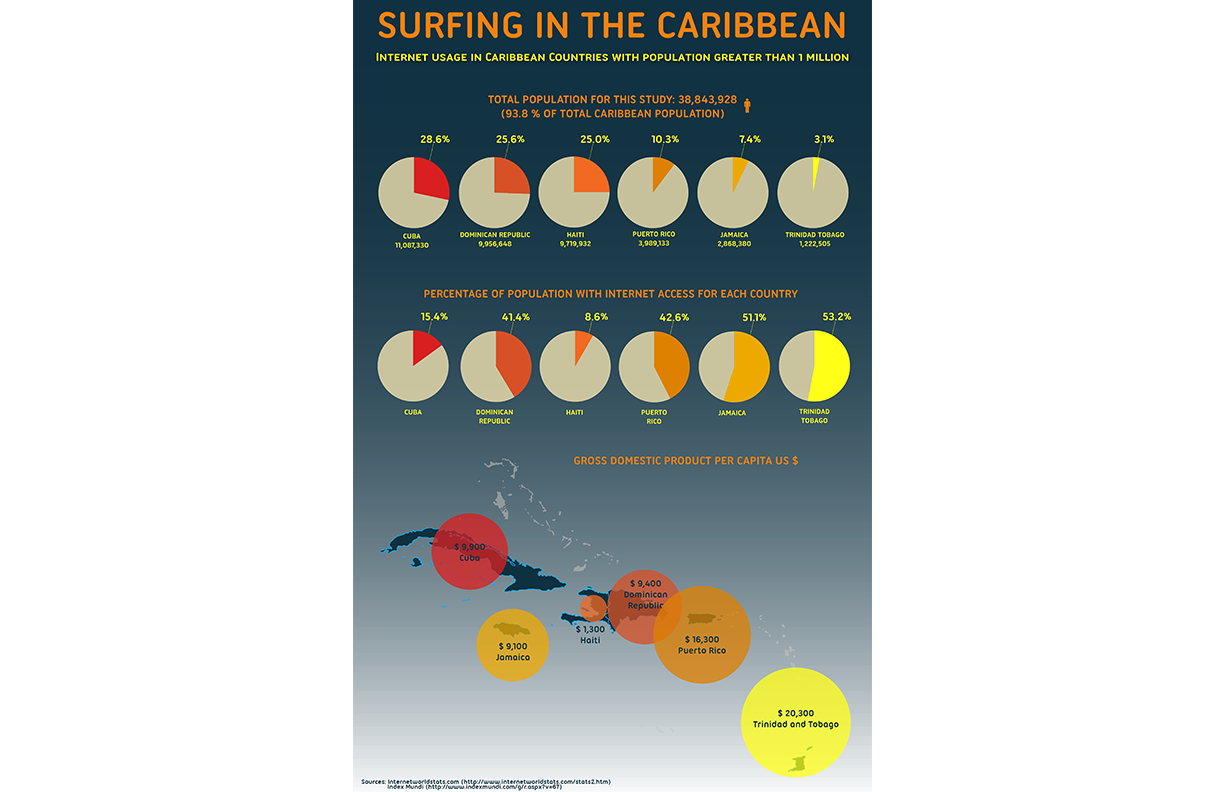 SURFING IN THE CARIBBEAN
INTERNET USAGE IN CARIBBEAN COUNTRIES WITH POPULATION GREATER THAN 1 MILLION
TOTAL POPULATION FOR THIS STUDY: 38,843,928
(93.8 % OF TOTAL CARIBBEAN POPULATION)
28,6% 25.6% 25.0% 10.3% 7.4% 3.1%
CUBA DOMINICAN REPUBLIC HAITI PUERTO RICO JAMAICA TRINIDAD TOBAGO
11,087,330 9,956,648 9,719,932 3,989,133 2,868,380 1,222,505
PERCENTAGE OF POPULATION WITH INTERNET ACCESS FOR EACH COUNTRY
15.4% 41.4% 8.6% 42.6% 51.1% 53.2%
CUBA DOMINICAN HAITI PUERTO JAMAICA TRINIDAD
REPUBLIC RICO TOBAGO
GROSS DOMESTIC PRODUCT PER CAPITA US $
$ 9,900
Cuba
$ 9,400
Dominican
Republic
$ 1,300
Haiti
$ 16,300
Puerto Rico
$ 9,100
Jamaica
$ 20,300
Trinidad and Tobago
Sources: internetworldstats.com (http://www.internetworldstats.com/stats2.htm)
Index Mundi (http://www.indexmundi.com/g/r.aspx?v=67)